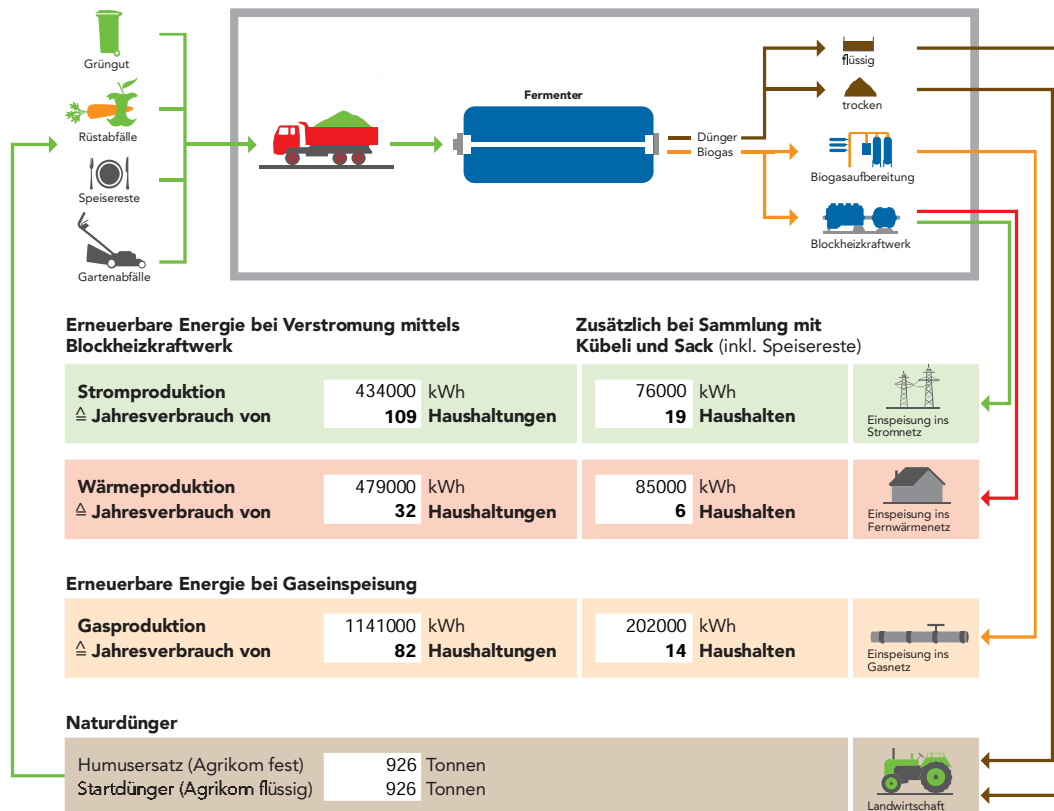 Grüngut
Rüstabfälle
Speisereste
Gartenabfälle
Fermenter
Dünger
Biogas
flüssig
trocken
Biogasaufbereitung
Blockheizkraftwerk
Erneuerbare Energie bei Verstromung mittels
Blockheizkraftwerk
Zusätzlich bei Sammlung mit
Kübeli und Sack (inkl. Speisereste)
Stromproduktion 434000 kWh 76000 kWh
≙ Jahresverbrauch von 109 Haushaltungen 19 Haushalten
Einspeisung ins
Stromnetz
Wärmeproduktion 479000 kWh 85000 kWh
≙ Jahresverbrauch von 32 Haushaltungen 6 Haushalten
Einspeisung ins
Fernwärmenetz
Erneuerbare Energie bei Gaseinspeisung
Gasproduktion 1141000 kWh 202000 kWh
≙ Jahresverbrauch von 82 Haushaltungen 14 Haushalten
Einspeisung ins
Gasnetz
Naturdünger
Humusersatz (Agrikom fest) 926 Tonnen
Startdünger (Agrikom flüssig) 926 Tonnen
Landwirtschaft